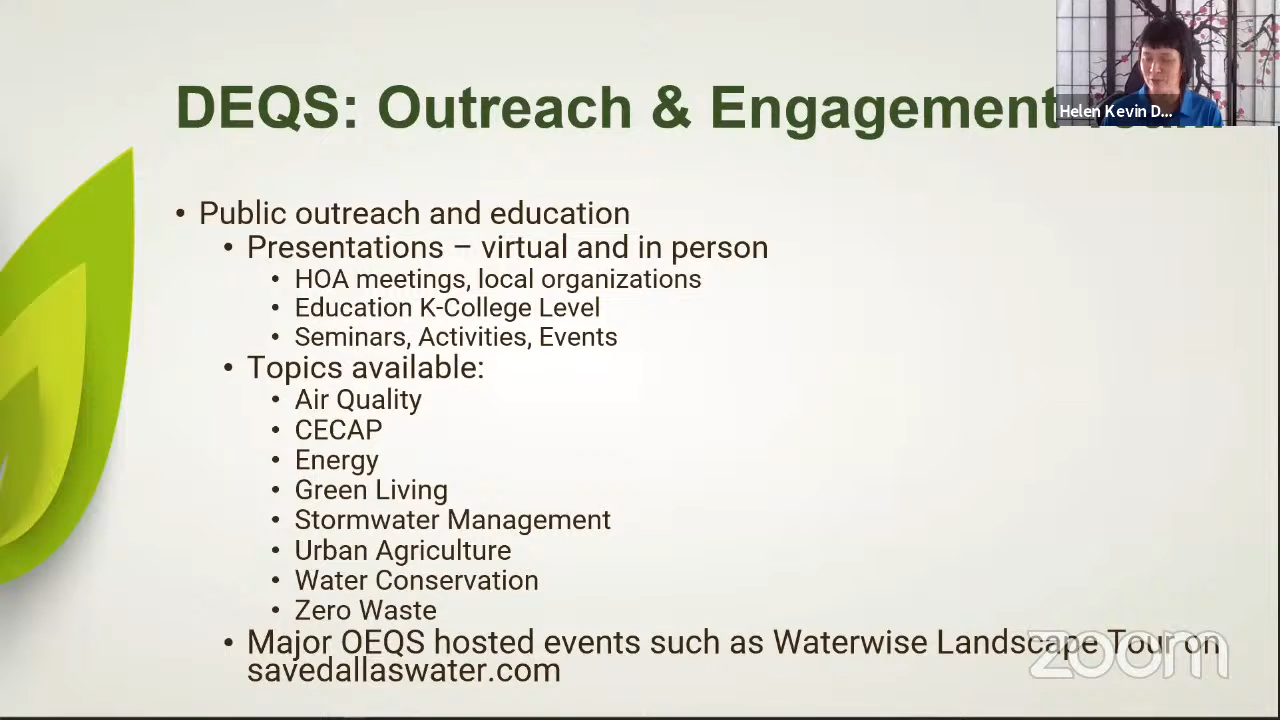 DEQS: Outreach & Engagement
Helen Kevin D...
• Public outreach and education
• Presentations – virtual and in person
• HOA meetings, local organizations
• Education K-College Level
• Seminars, Activities, Events
• Topics available:
• Air Quality
• CECAP
• Energy
• Green Living
• Stormwater Management
• Urban Agriculture
• Water Conservation
• Zero Waste
• Major OEQS hosted events such as Waterwise Landscape Tour on
savedallaswater.com
zoom